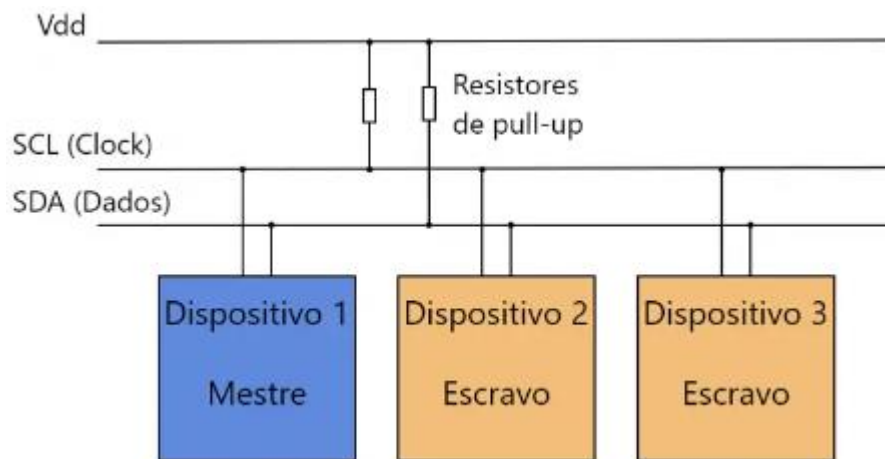 Vdd
Resistores
de pull-up
SCL (Clock)
SDA (Dados)
Dispositivo 1
Mestre
Dispositivo 2
Escravo
Dispositivo 3
Escravo